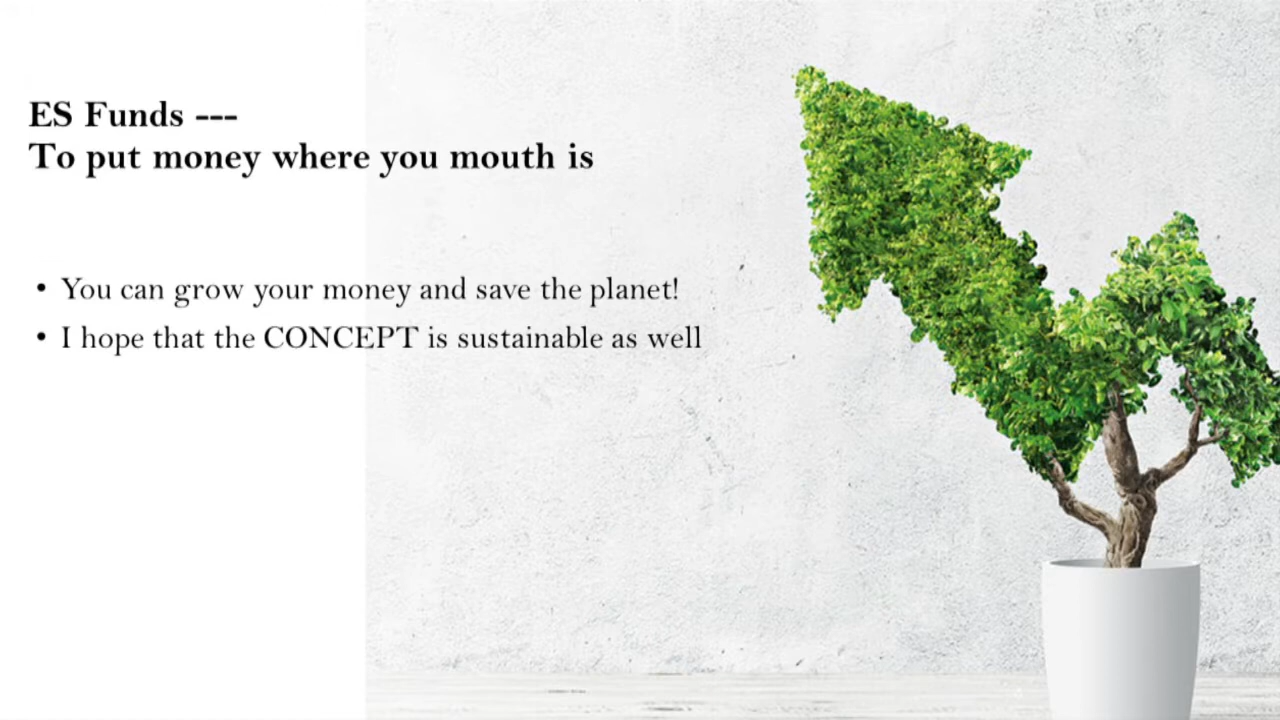 ES Funds ---
To put money where you mouth is
• You can grow your money and save the planet!
• I hope that the CONCEPT is sustainable as well